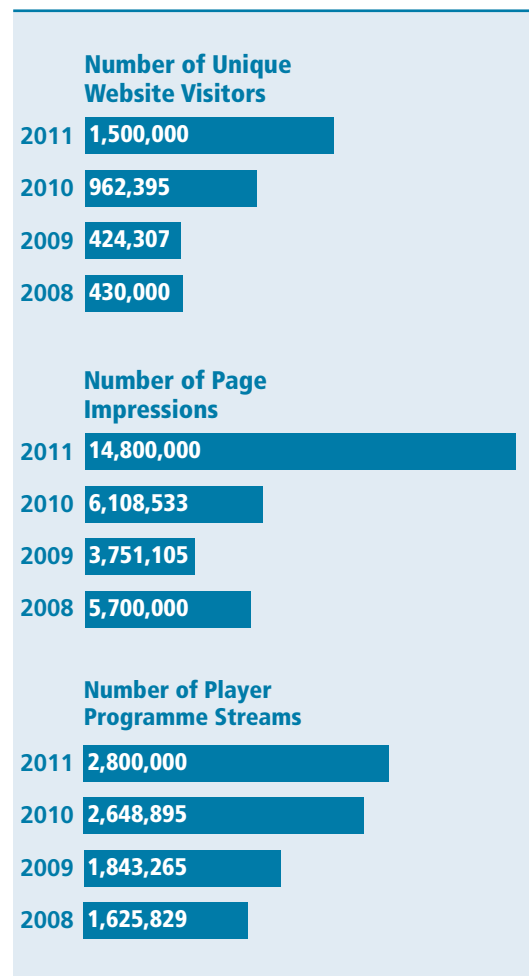 Number of Unique
Website Visitors
2011 1,500,000
2010 962,395
2009 424,307
2008 430,000
Number of Page
Impressions
2011 14,800,000
2010 6,108,533
2009 3,751,105
2008 5,700,000
Number of Player
Programme Streams
2011 2,800,000
2010 2,648,895
2009 1,843,265
2008 1,625,829